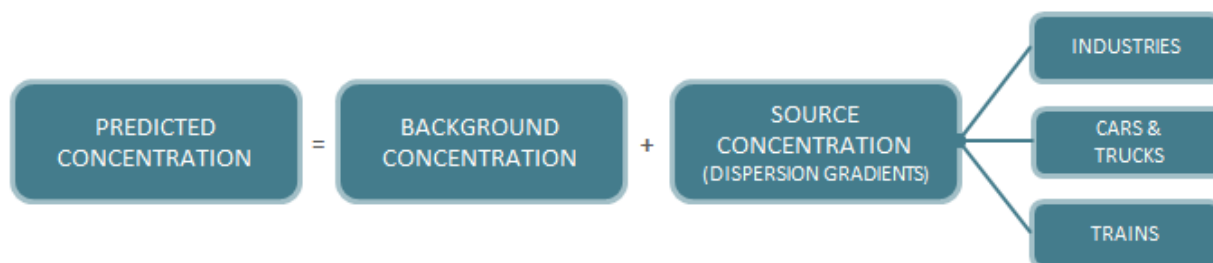 PREDICTED
CONCENTRATION
=
BACKGROUND
CONCENTRATION
+
SOURCE
CONCENTRATION
(DISPERSION GRADIENTS)
INDUSTRIES
CARS &
TRUCKS
TRAINS